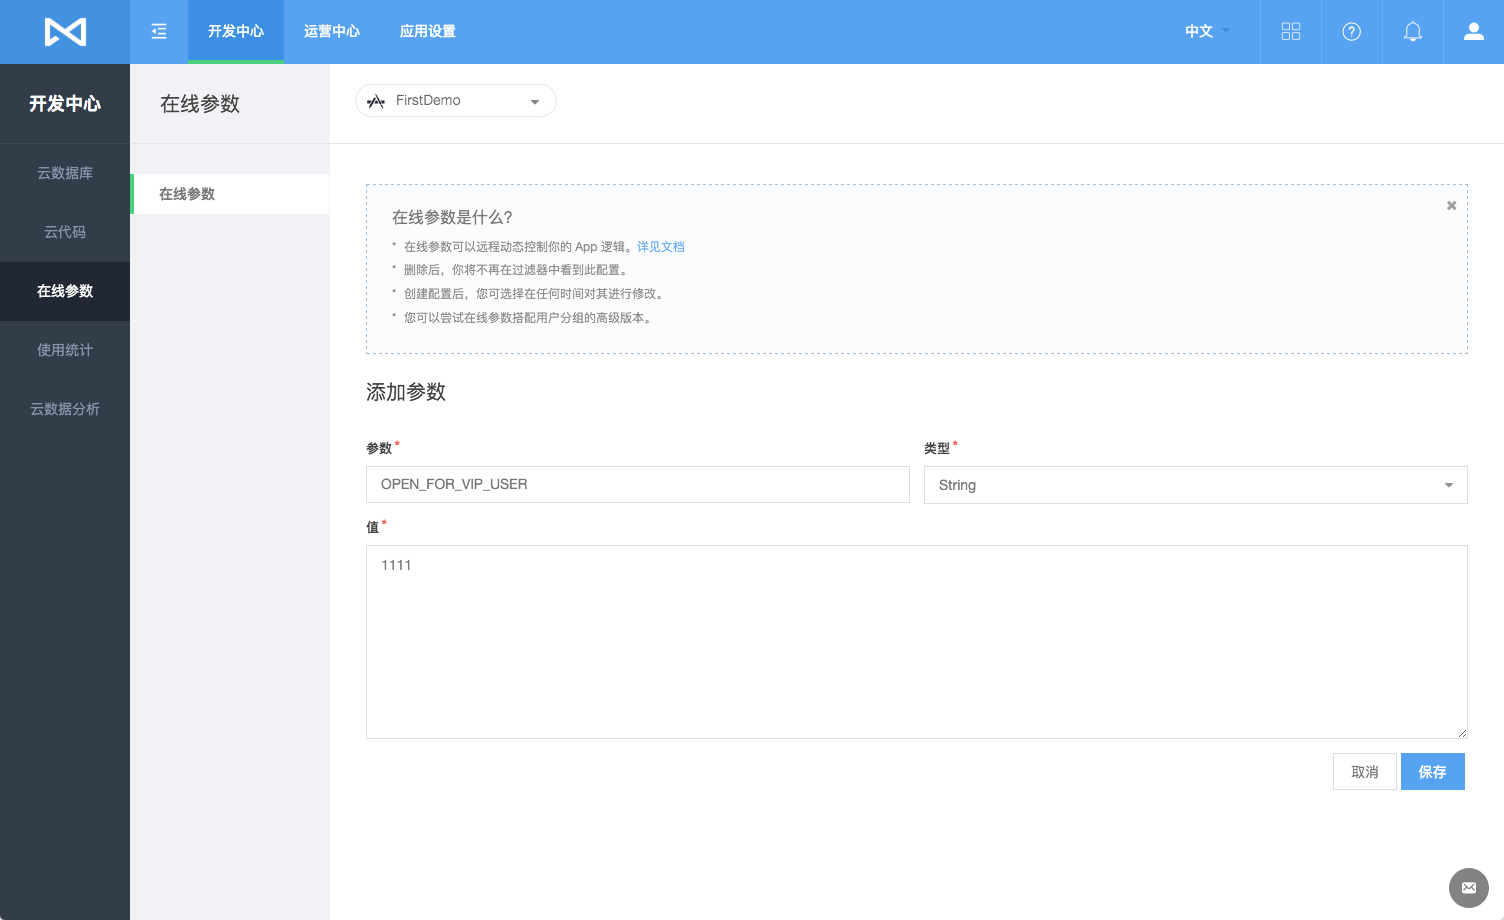 开发中心
运营中心
应用设置
中文
开发中心
云数据库
云代码
在线参数
使用统计
云数据分析
在线参数
在线参数
FirstDemo
在线参数是什么?
* 在线参数可以远程动态控制你的 App 逻辑。详见文档
* 删除后，你将不再在过滤器中看到此配置。
* 创建配置后，您可选择在任何时间对其进行修改。
* 您可以尝试在线参数搭配用户分组的高级版本。
添加参数
参数*
OPEN_FOR_VIP_USER
类型*
String
值*
1111
取消
保存